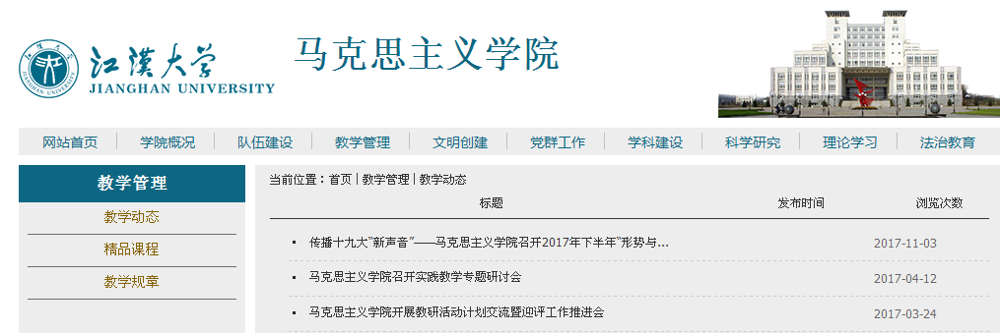 江漢大学
JIANGHAN UNIVERSITY
马克思主义学院
网站首页 学院概况 队伍建设 教学管理 文明创建 党群工作 学科建设 科学研究 理论学习 法治教育
教学管理
教学动态
精品课程
教学规章
当前位置：首页 | 教学管理 | 教学动态
标题 发布时间 浏览次数
传播十九大“新声音”——马克思主义学院召开2017年下半年“形势与... 2017-11-03
马克思主义学院召开实践教学专题研讨会 2017-04-12
马克思主义学院开展教研活动计划交流暨迎评工作推进会 2017-03-24